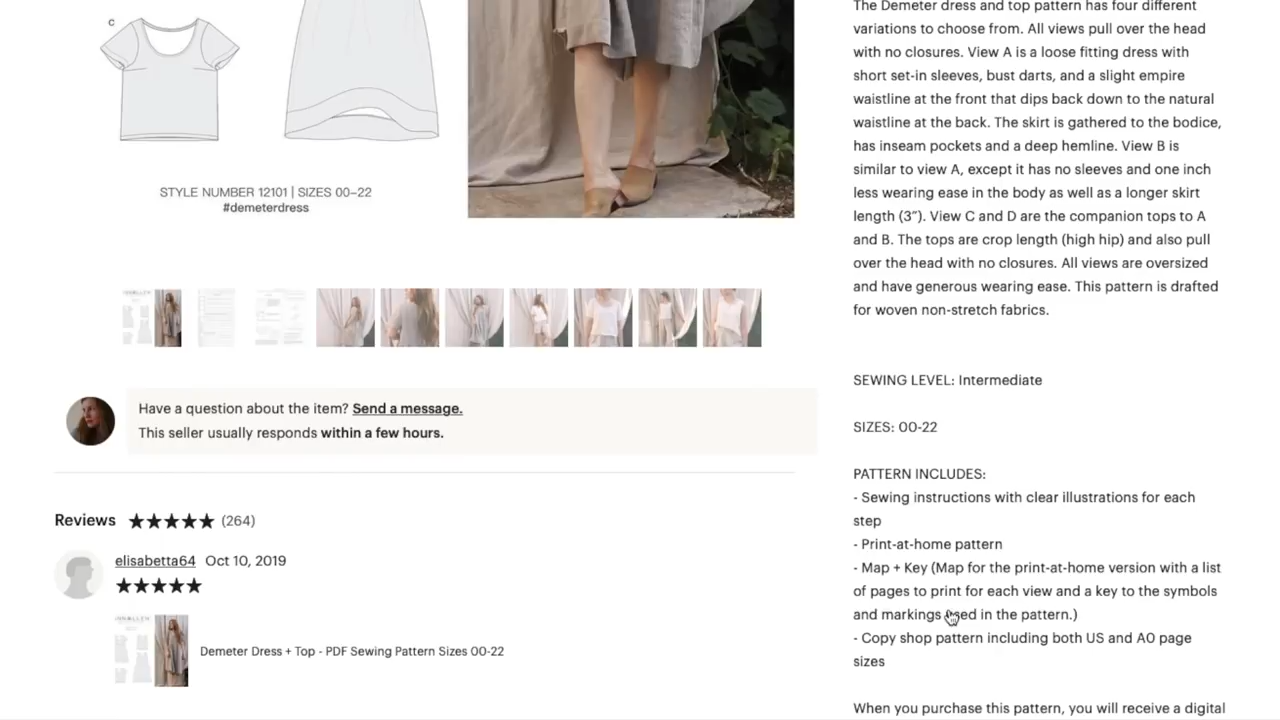 C
STYLE NUMBER 12101 | SIZES 00–22
#demeterdress
Have a question about the item? Send a message.
This seller usually responds within a few hours.
Reviews ★★★★★ (264)
elisabetta64 Oct 10, 2019
★★★★★
Demeter Dress + Top - PDF Sewing Pattern Sizes 00-22
The Demeter dress and top pattern has four different
variations to choose from. All views pull over the head
with no closures. View A is a loose fitting dress with
short set-in sleeves, bust darts, and a slight empire
waistline at the front that dips back down to the natural
waistline at the back. The skirt is gathered to the bodice,
has inseam pockets and a deep hemline. View B is
similar to view A, except it has no sleeves and one inch
less wearing ease in the body as well as a longer skirt
length (3”). View C and D are the companion tops to A
and B. The tops are crop length (high hip) and also pull
over the head with no closures. All views are oversized
and have generous wearing ease. This pattern is drafted
for woven non-stretch fabrics.
SEWING LEVEL: Intermediate
SIZES: 00-22
PATTERN INCLUDES:
- Sewing instructions with clear illustrations for each
step
- Print-at-home pattern
- Map + Key (Map for the print-at-home version with a list
of pages to print for each view and a key to the symbols
and markings used in the pattern.)
- Copy shop pattern including both US and AO page
sizes
When you purchase this pattern, you will receive a digital